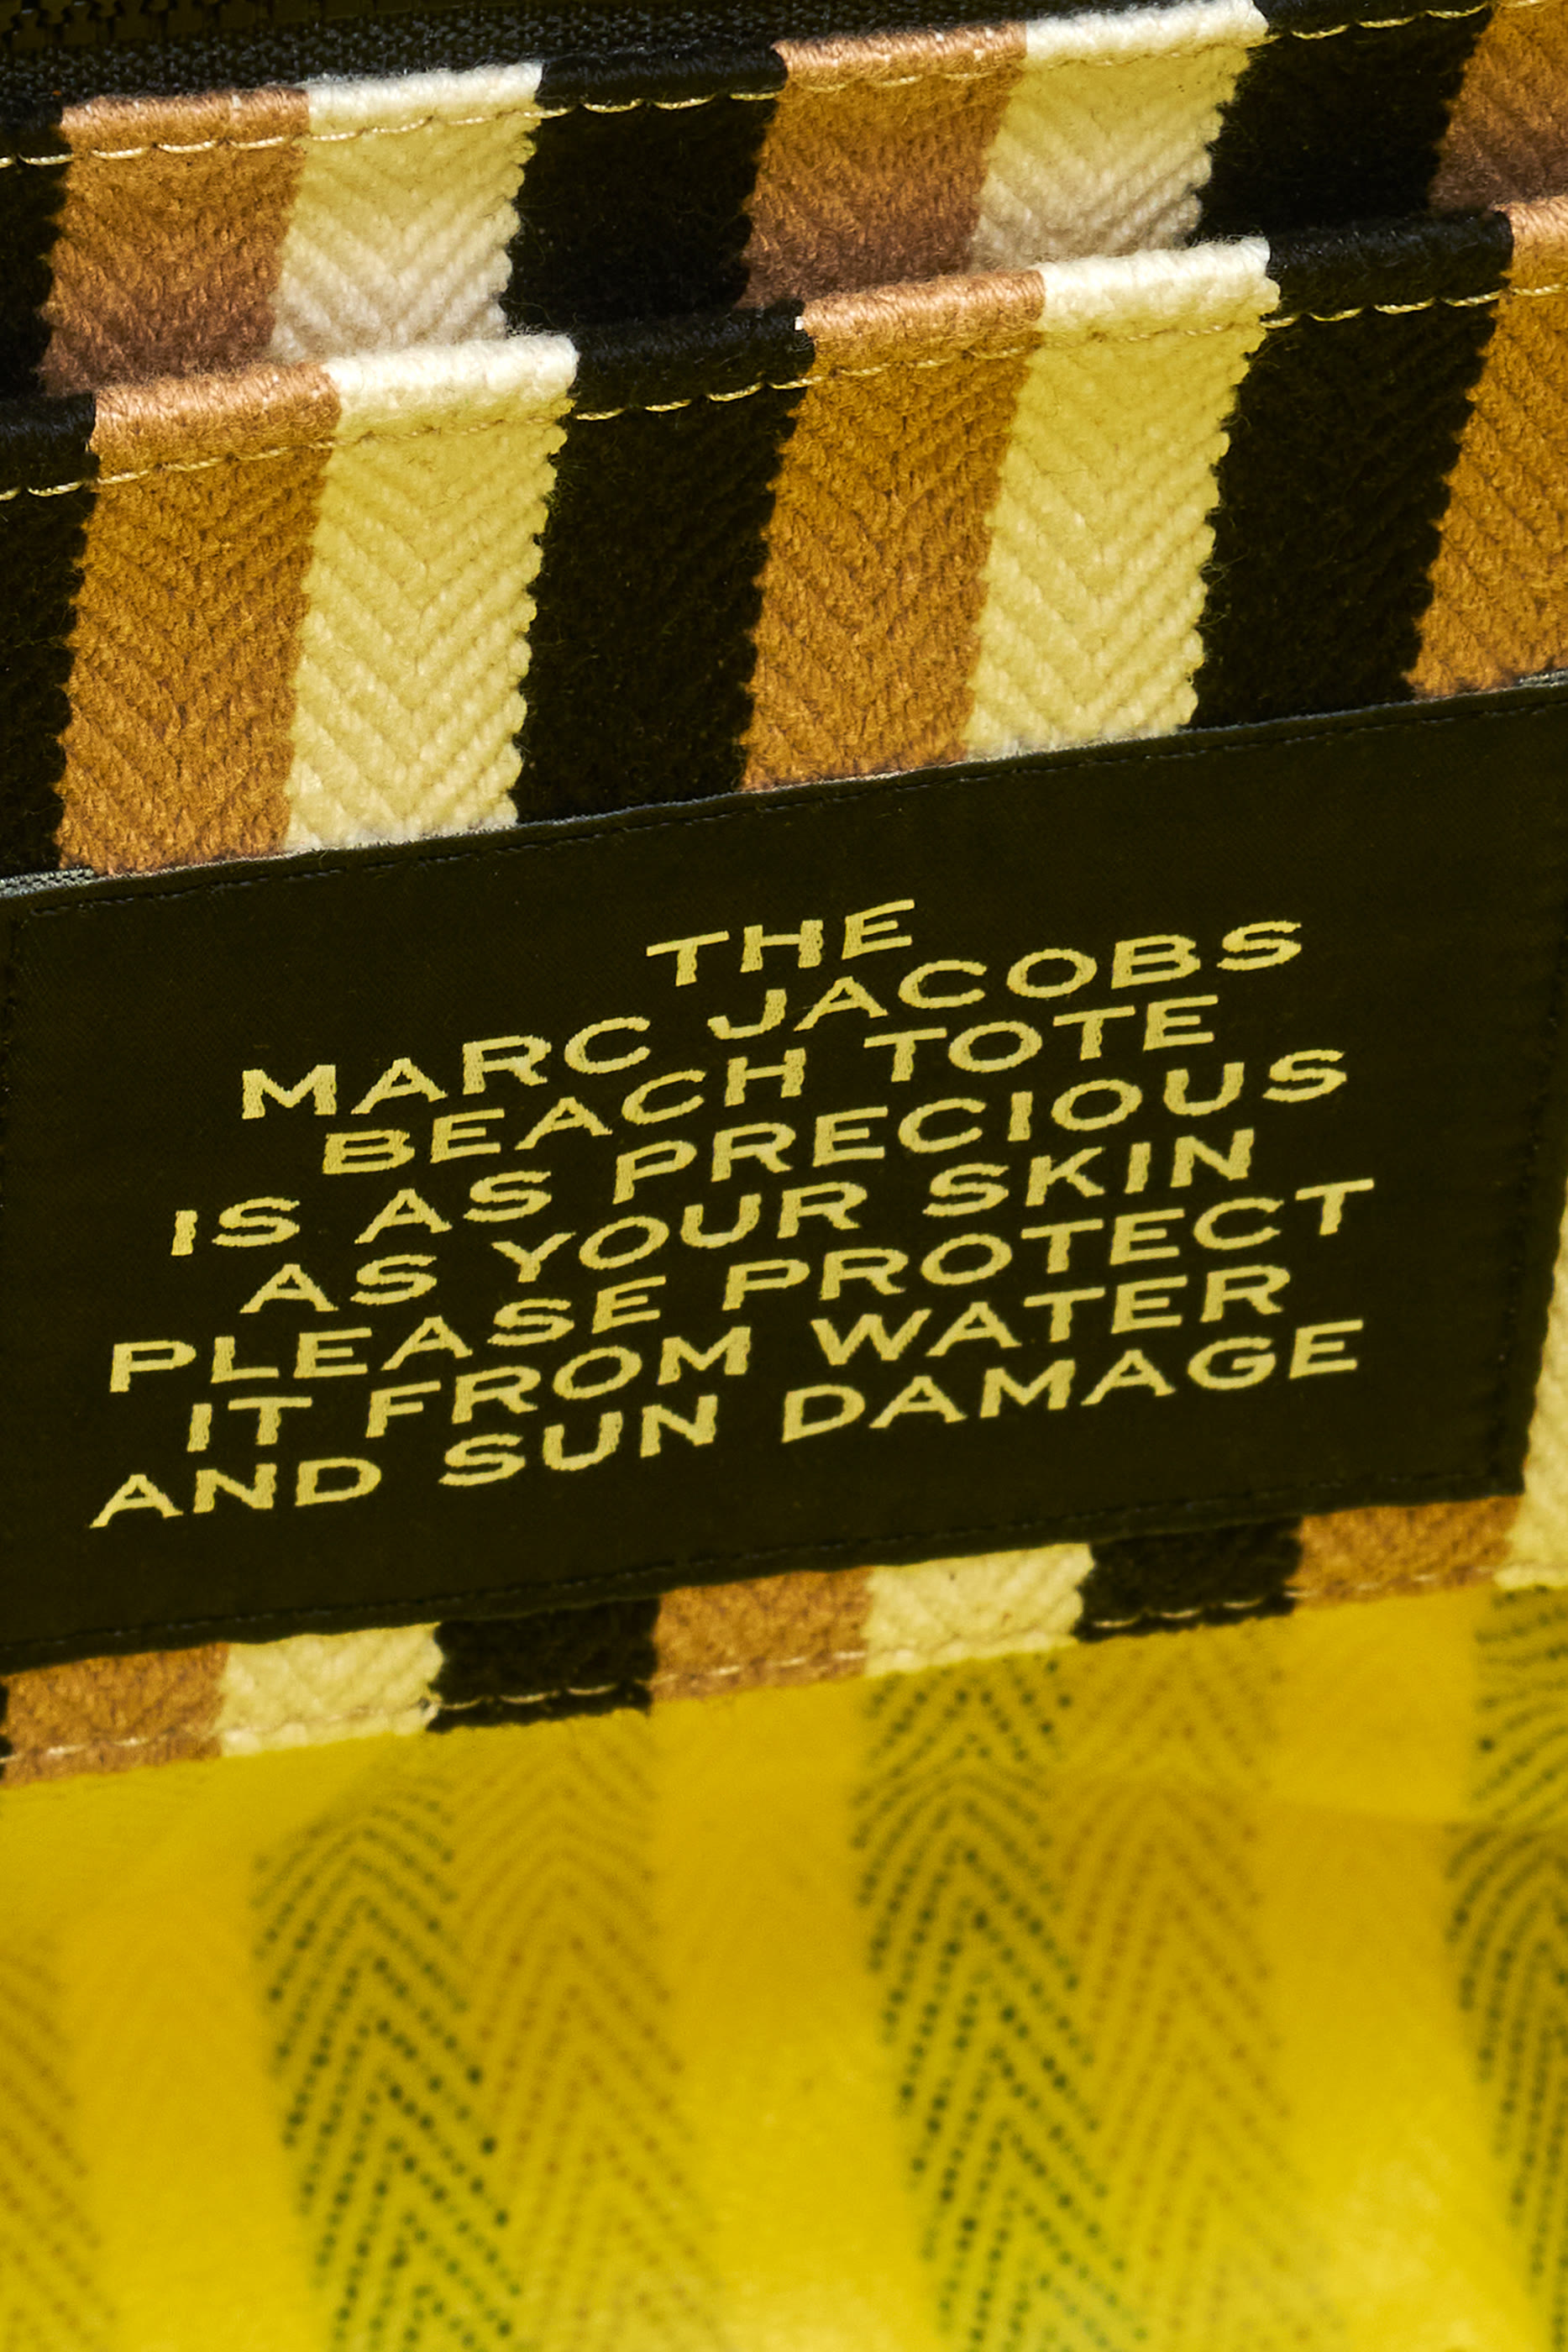 THE
MARC JACOBS
BEACH TOTE
IS AS PRECIOUS
AS YOUR SKIN
PLEASE PROTECT
IT FROM WATER
AND SUN DAMAGE